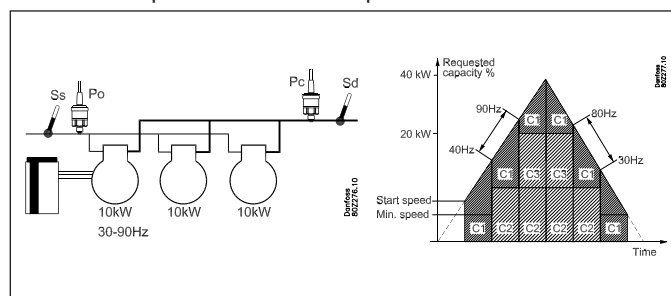 Ss
Po
Pc
Sd
10kW
10kW
10kW
30-90Hz
Danfoss
80Z276.10
Requested
capacity %
40 kW
20 kW
90Hz
40Hz
80Hz
30Hz
Start speed
Min. speed
C1
C1
C1
C3
C3
C1
C1
C2
C2
C2
C2
C1
Time
Danfoss
80Z277.10